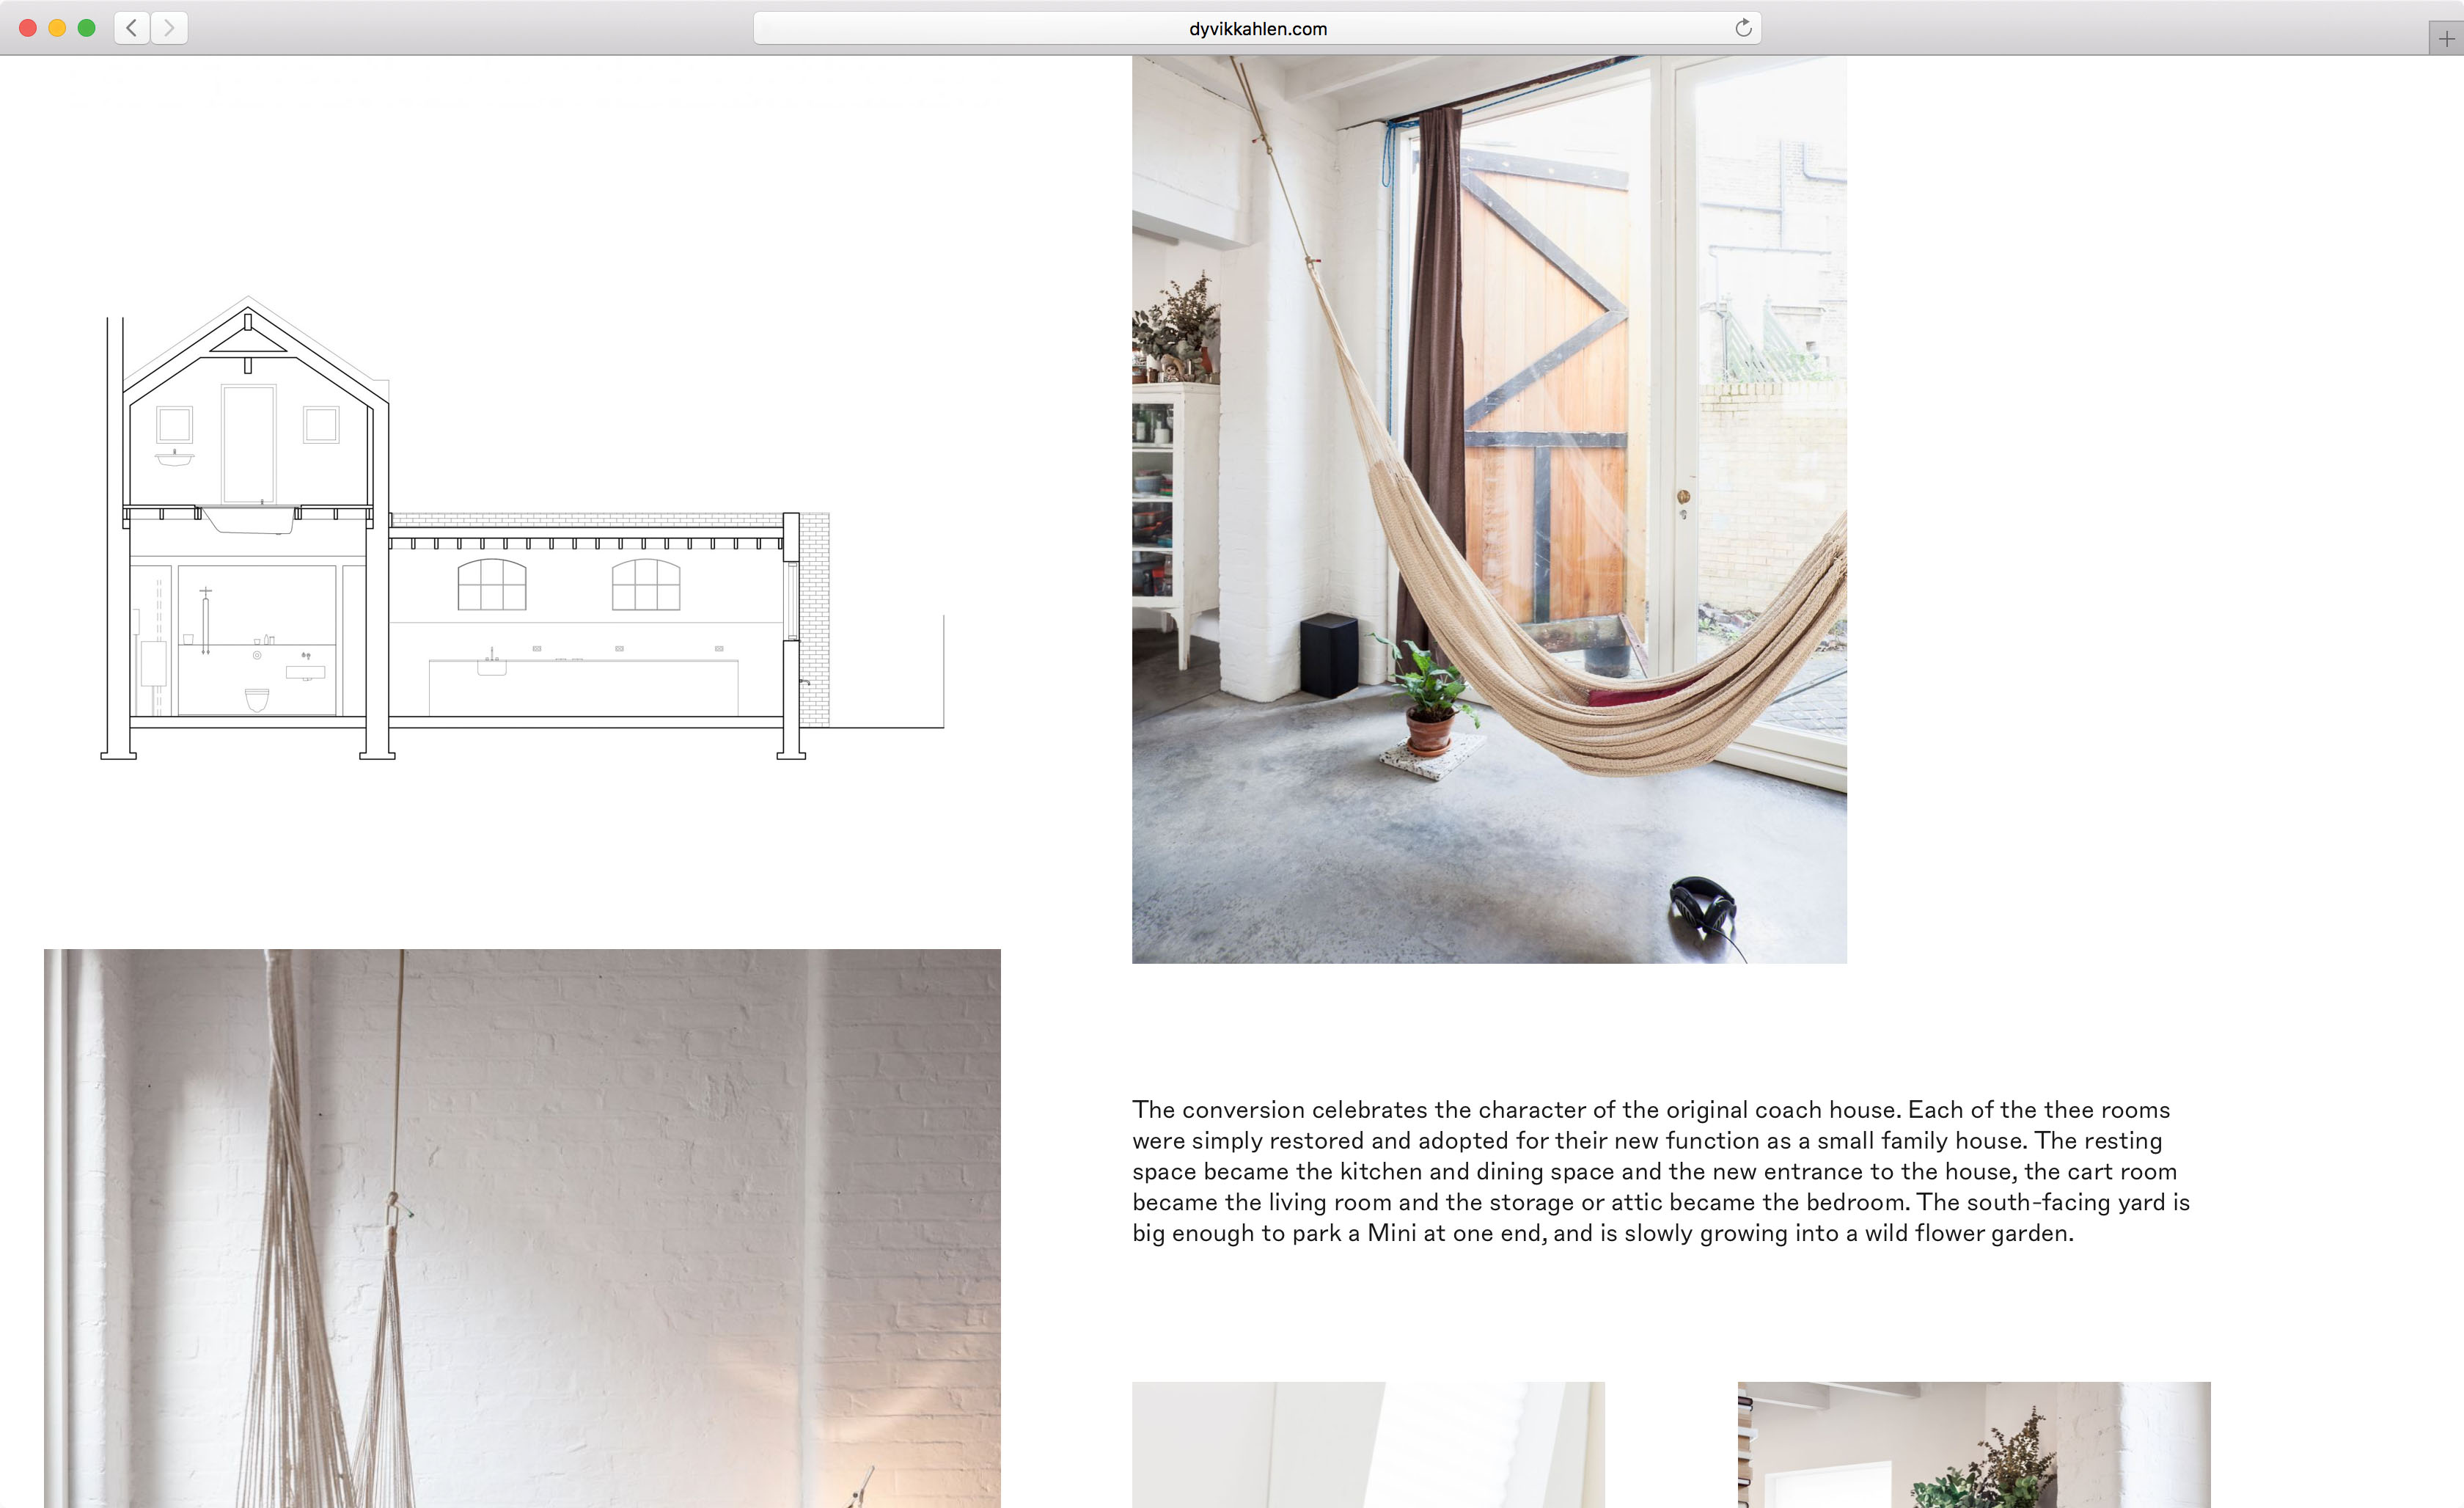 dyvikkahlen.com
The conversion celebrates the character of the original coach house. Each of the thee rooms
were simply restored and adopted for their new function as a small family house. The resting
space became the kitchen and dining space and the new entrance to the house, the cart room
became the living room and the storage or attic became the bedroom. The south-facing yard is
big enough to park a Mini at one end, and is slowly growing into a wild flower garden.